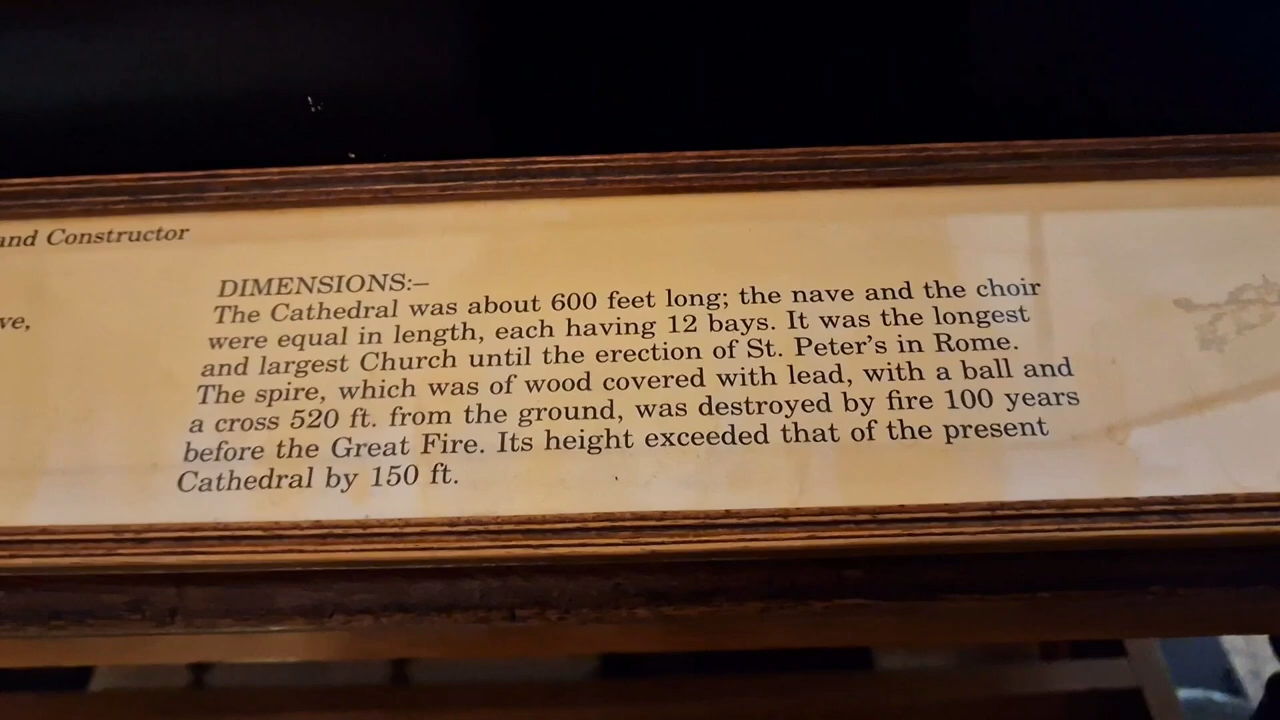 and Constructor
ve,
DIMENSIONS:–
The Cathedral was about 600 feet long; the nave and the choir
were equal in length, each having 12 bays. It was the longest
and largest Church until the erection of St. Peter's in Rome.
The spire, which was of wood covered with lead, with a ball and
a cross 520 ft. from the ground, was destroyed by fire 100 years
before the Great Fire. Its height exceeded that of the present
Cathedral by 150 ft.